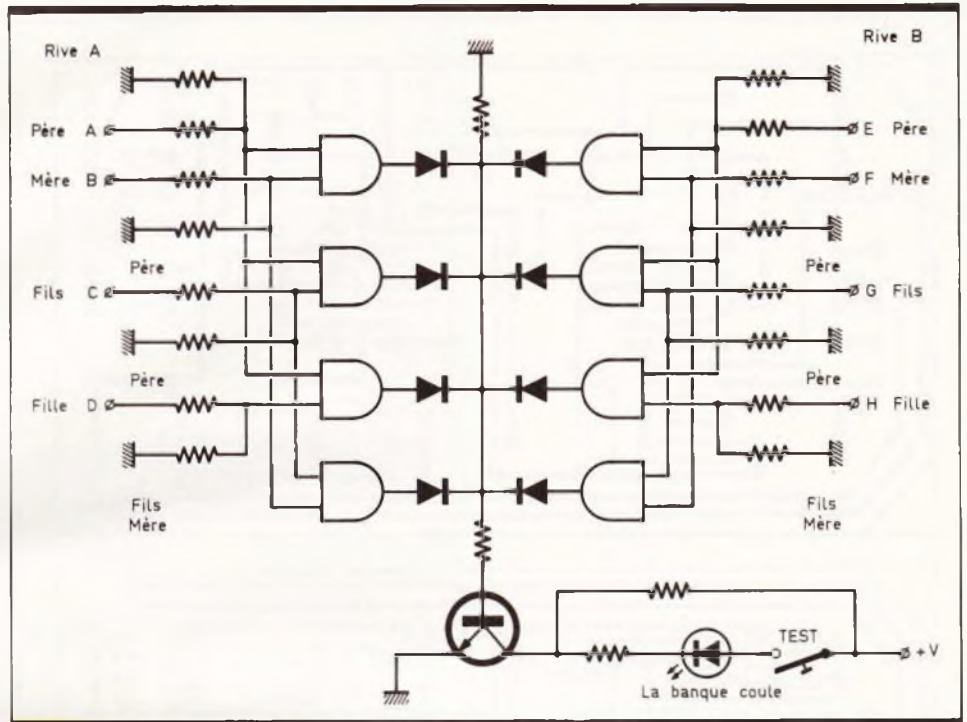 Rive A
Rive B
Père A
E Père
Mère B
F Mère
Père
Père
Fils C
G Fils
Père
Père
Fille D
H Fille
Fils
Mère
Fils
Mère
TEST
+V
La banque coule